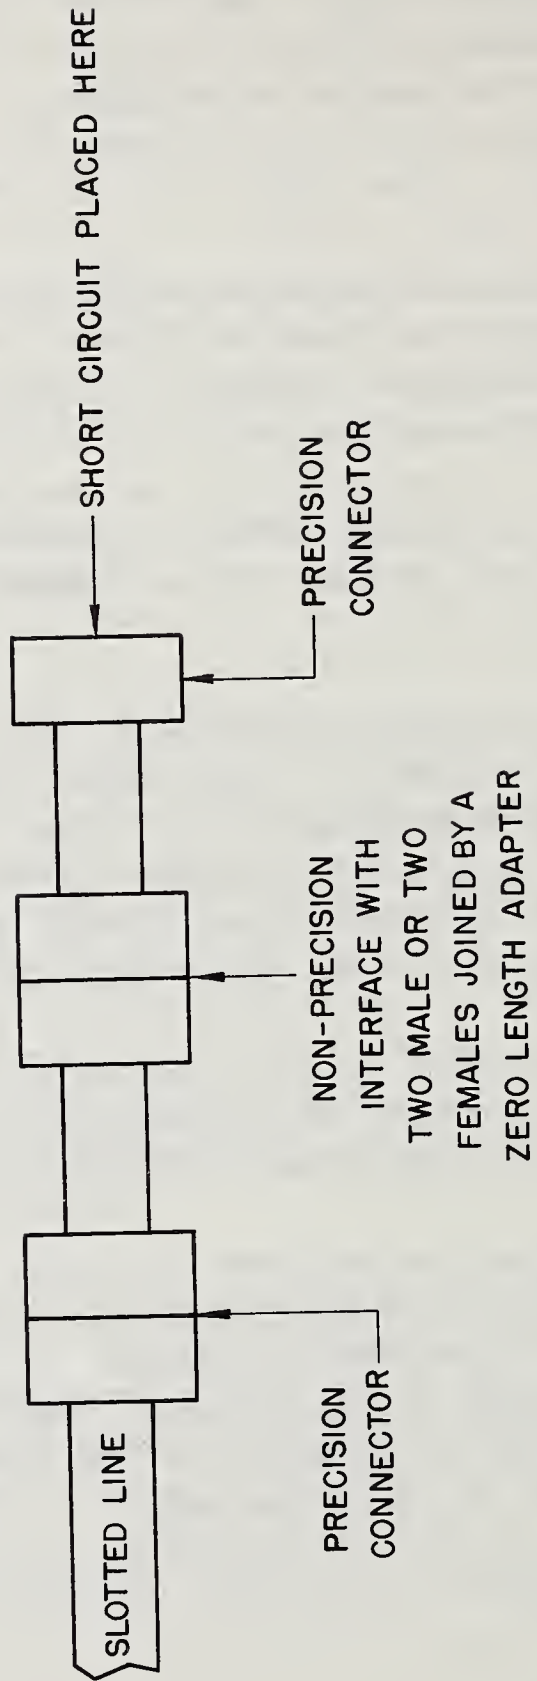 SLOTTED LINE
PRECISION
CONNECTOR
NON-PRECISION
INTERFACE WITH
TWO MALE OR TWO
FEMALES JOINED BY A
ZERO LENGTH ADAPTER
PRECISION
CONNECTOR
SHORT CIRCUIT PLACED HERE